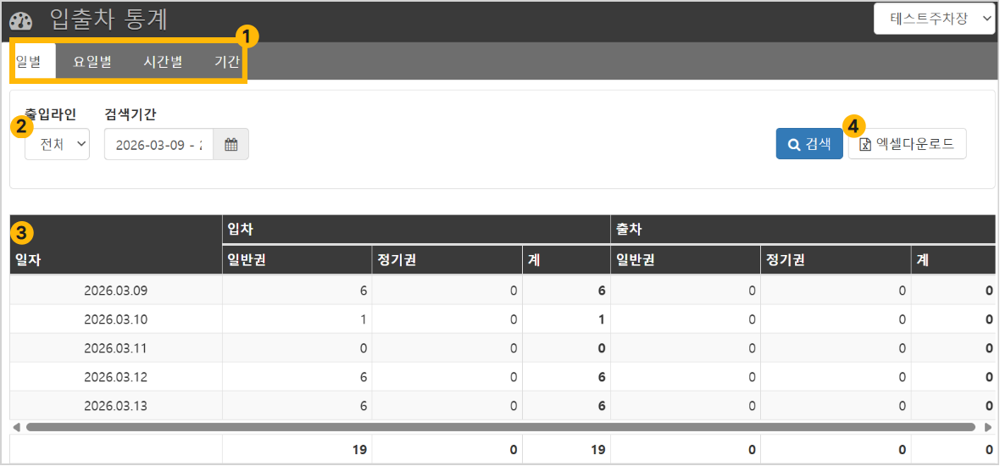 입출차 통계
테스트주차장
1
일별 요일별 시간별 기간
출입라인 검색기간
2
4
전체 2026-03-09 -
검색 엑셀다운로드
3
입차 출차
일자 일반권 정기권 계 일반권 정기권 계
2026.03.09 6 0 6 0 0 0
2026.03.10 1 0 1 0 0 0
2026.03.11 0 0 0 0 0 0
2026.03.12 6 0 6 0 0 0
2026.03.13 6 0 6 0 0 0
19 0 19 0 0 0